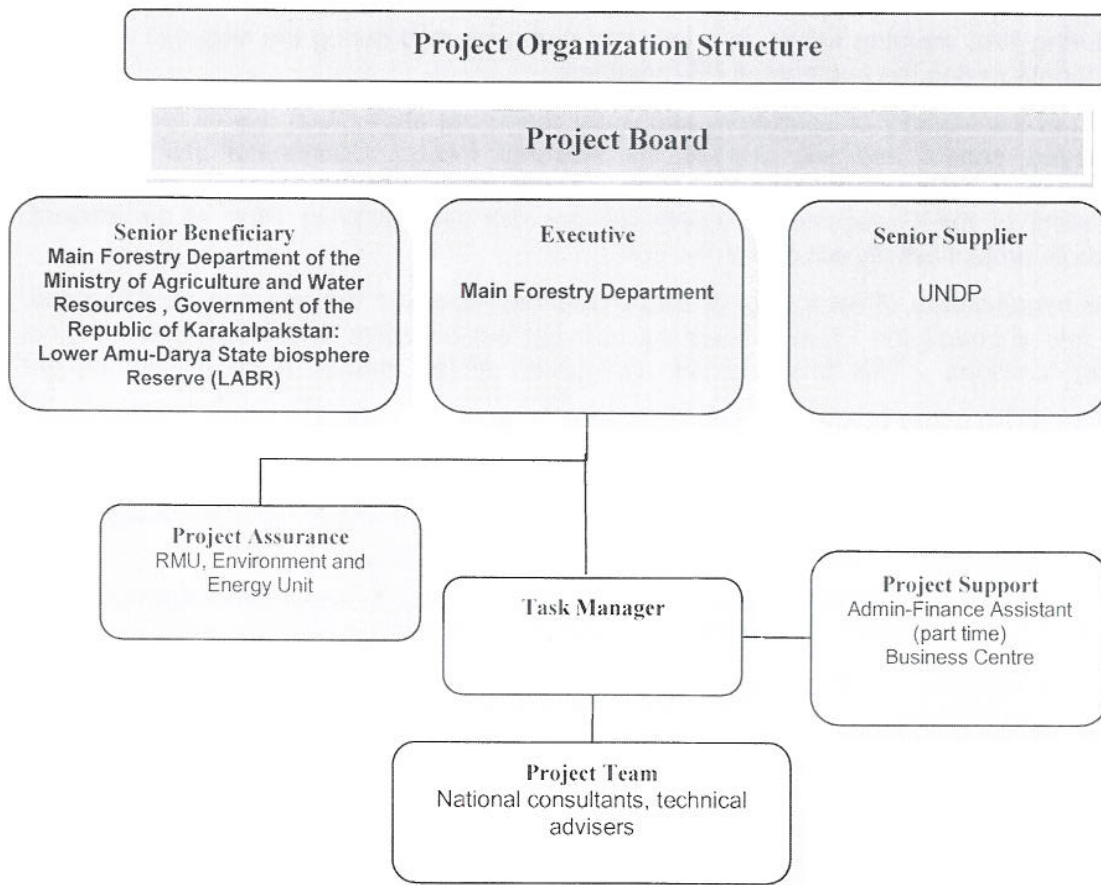 Project Organization Structure
Project Board
Senior Beneficiary
Main Forestry Department of the
Ministry of Agriculture and Water
Resources , Government of the
Republic of Karakalpakstan:
Lower Amu-Darya State biosphere
Reserve (LABR)
Executive
Main Forestry Department
Senior Supplier
UNDP
Project Assurance
RMU, Environment and
Energy Unit
Task Manager
Project Support
Admin-Finance Assistant
(part time)
Business Centre
Project Team
National consultants, technical
advisers